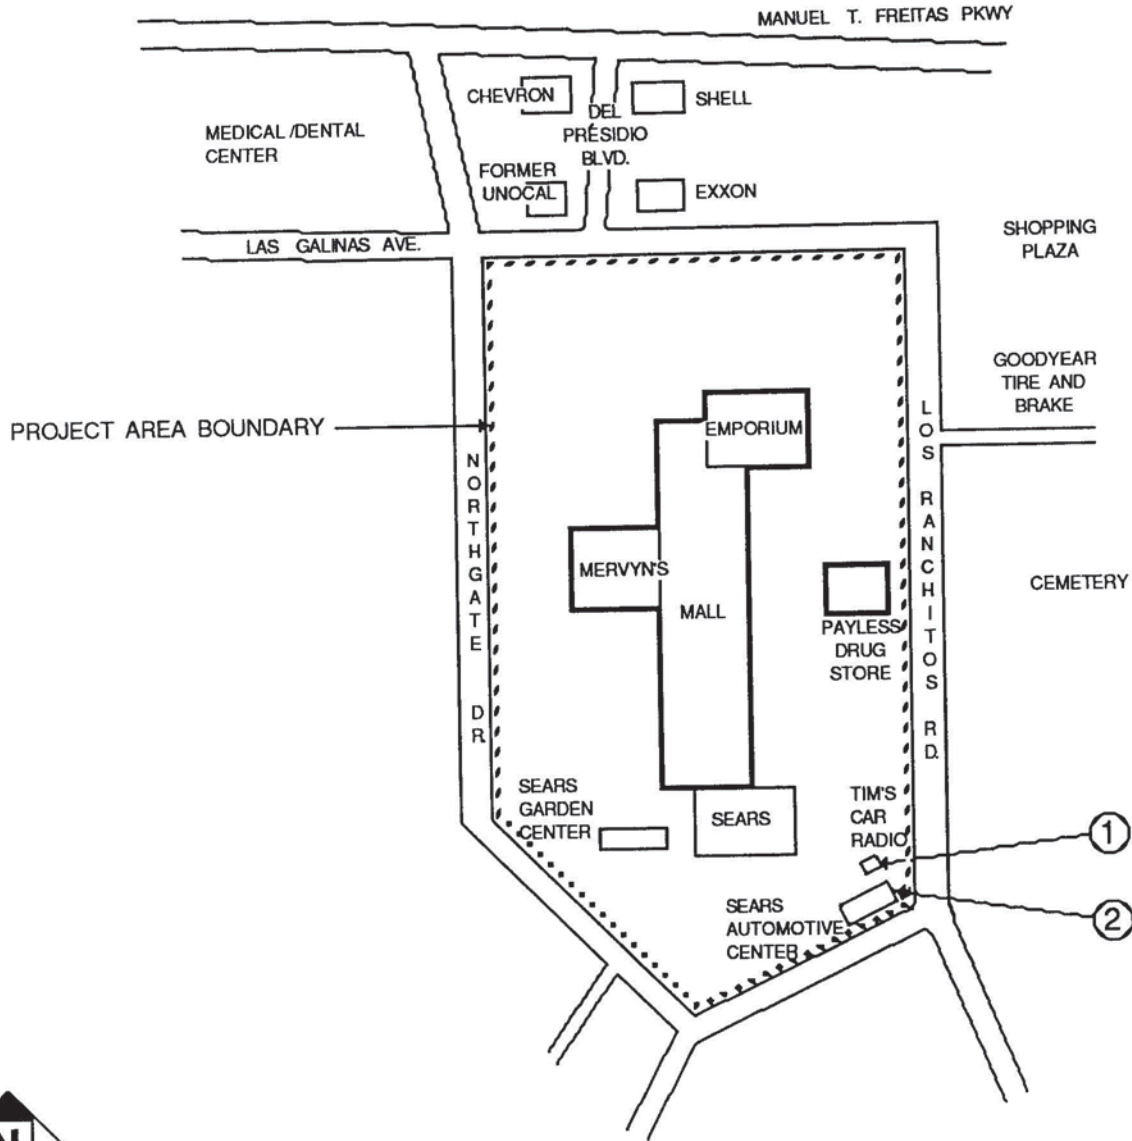 MANUEL T. FREITAS PKWY
CHEVRON
SHELL
DEL
PRESIDIO
BLVD.
MEDICAL/DENTAL
CENTER
FORMER
UNOCAL
EXXON
LAS GALINAS AVE.
SHOPPING
PLAZA
GOODYEAR
TIRE AND
BRAKE
PROJECT AREA BOUNDARY
EMPORIUM
LOS RANCHITOS RD.
NORTHGATE DR.
MERVYN'S
MALL
CEMETERY
PAYLESS
DRUG
STORE
SEARS
GARDEN
CENTER
SEARS
TIM'S
CAR
RADIO
1
SEARS
AUTOMOTIVE
CENTER
2
N